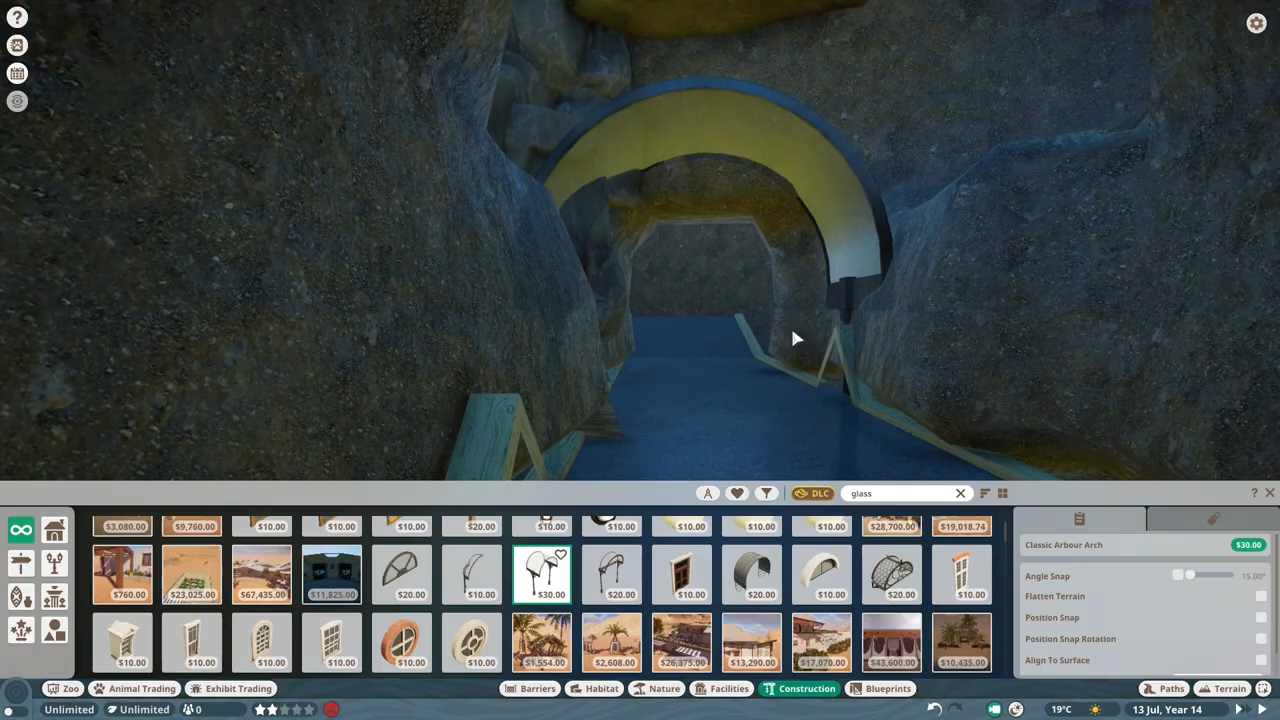 DLC
glass
$3,080.00 $9,760.00 $10.00 $10.00 $10.00 $20.00 $10.00 $10.00 $10.00 $10.00 $10.00 $28,700.00 $19,018.74
$760.00 $23,025.00 $67,435.00 $11,825.00 $20.00 $10.00 $30.00 $20.00 $10.00 $20.00 $10.00 $20.00 $10.00
$10.00 $10.00 $10.00 $10.00 $10.00 $10.00 $1,554.00 $2,608.00 $26,375.00 $13,290.00 $17,070.00 $43,600.00 $10,435.00
Classic Arbour Arch $30.00
Angle Snap 15.00°
Flatten Terrain
Position Snap
Position Snap Rotation
Align To Surface
Zoo Animal Trading Exhibit Trading Barriers Habitat Nature Facilities Construction Blueprints Paths Terrain
Unlimited Unlimited 0 19°C 13 Jul, Year 14